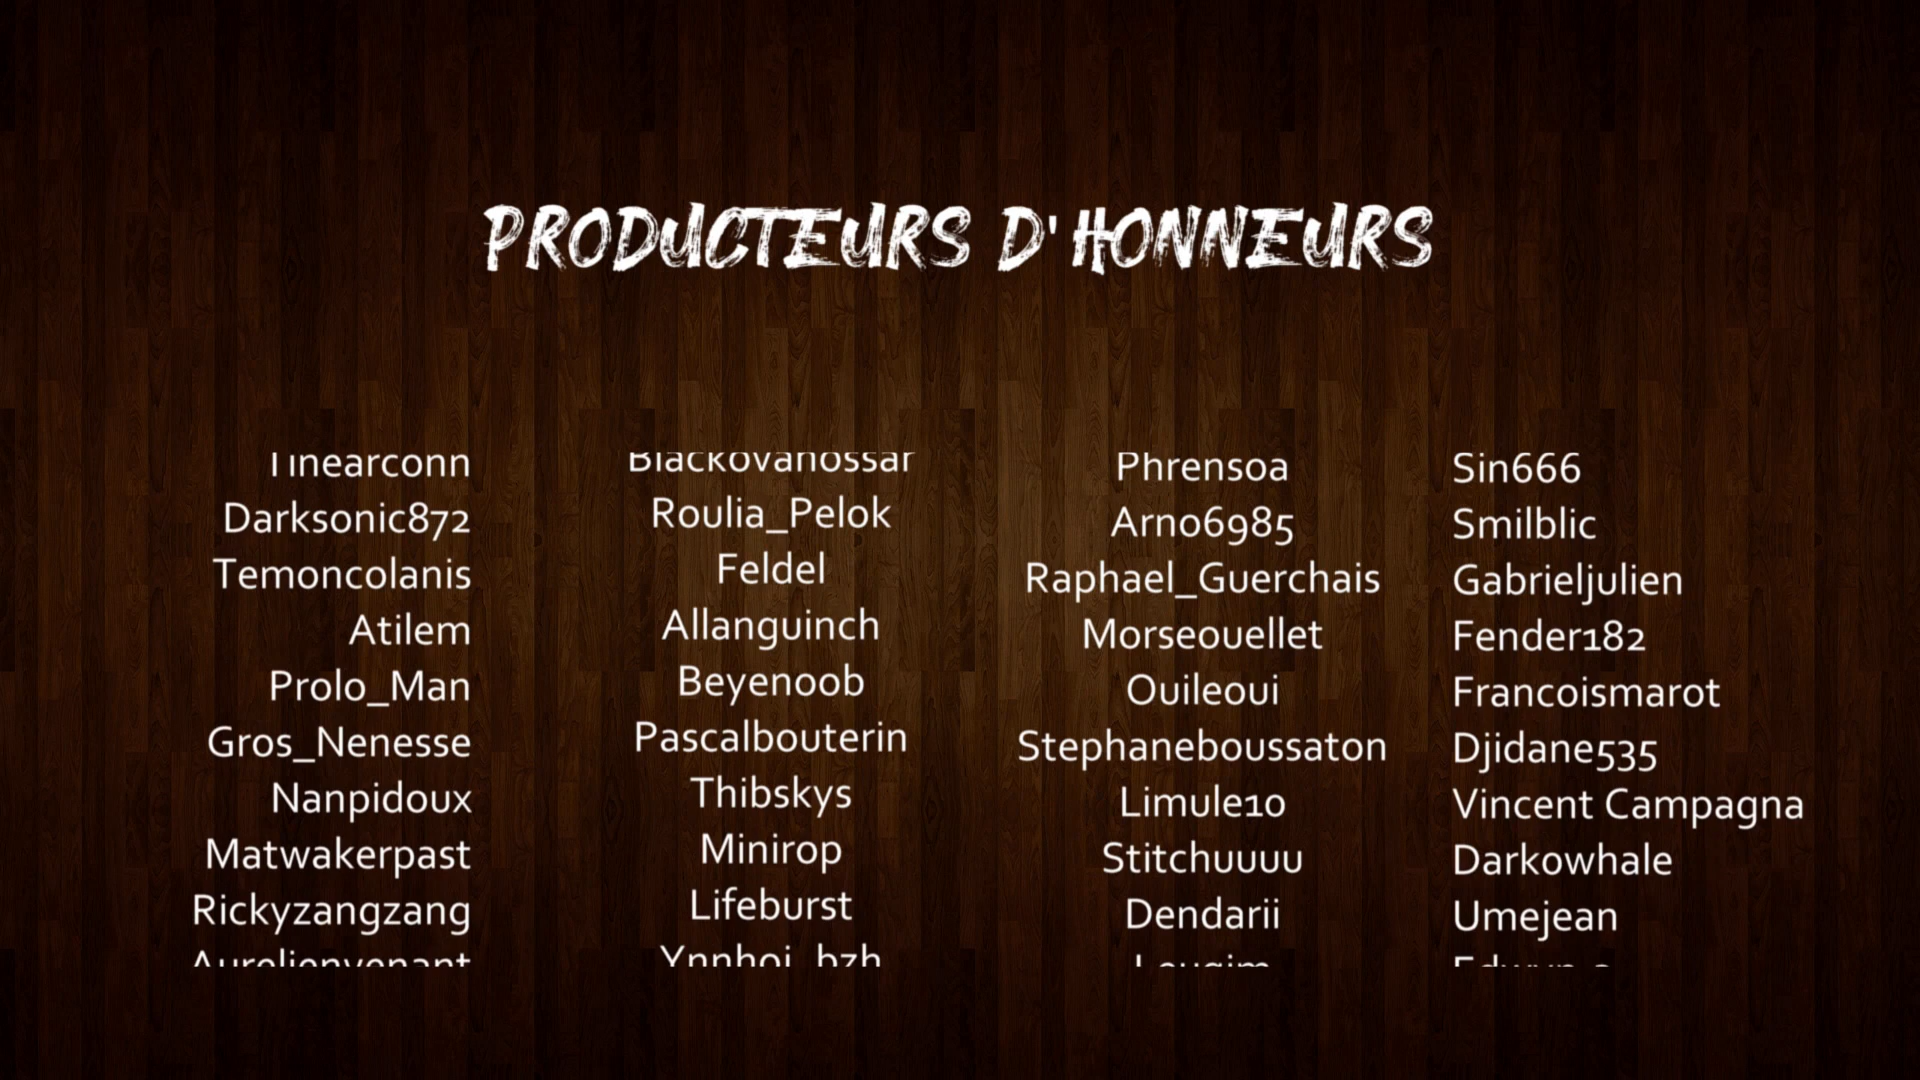 PRODUCTEURS D'HONNEURS
Darksonic872
Temoncolanis
Atilem
Prolo_Man
Gros_Nenesse
Nanpidoux
Matwakerpast
Rickyzangzang
Blackovanossar
Roulia_Pelok
Feldel
Allanguinch
Beyenoob
Pascalbouterin
Thibskys
Minirop
Lifeburst
Phrensoa
Arno6985
Raphael_Guerchais
Morseouellet
Ouileoui
Stephaneboussaton
Limule10
Stitchuuuu
Dendarii
Sin666
Smilblic
Gabrieljulien
Fender182
Francoismarot
Djidane535
Vincent Campagna
Darkowhale
Umejean